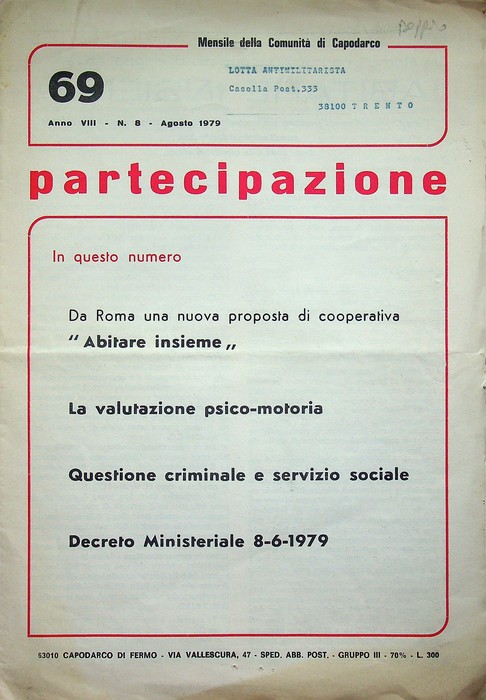 Mensile della Comunità di Capodarco
69
LOTTA ANTIMILITARISTA
Casella Post.333
38100 TRENTO
Anno VIII - N. 8 - Agosto 1979
partecipazione
In questo numero
Da Roma una nuova proposta di cooperativa
“ Abitare insieme „
La valutazione psico-motoria
Questione criminale e servizio sociale
Decreto Ministeriale 8-6-1979
63010 CAPODARCO DI FERMO - VIA VALLESCURA, 47 - SPED. ABB. POST. - GRUPPO III - 70% - L. 300